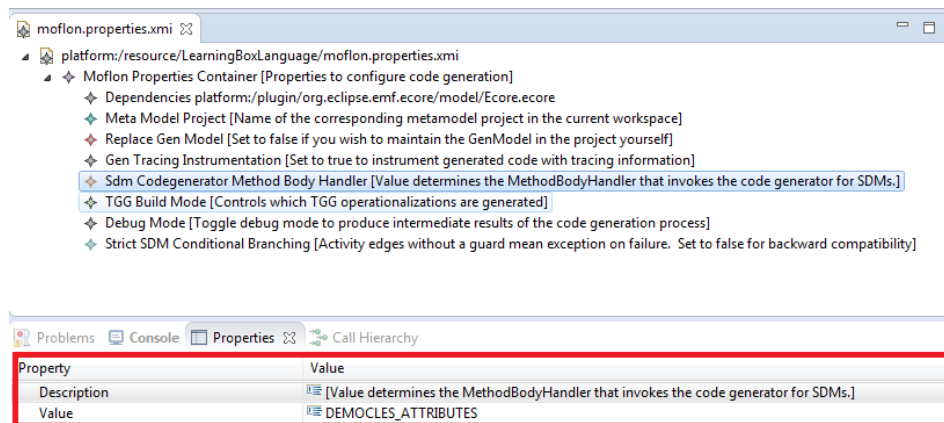 moflon.properties.xmi
platform:/resource/LearningBoxLanguage/moflon.properties.xmi
Moflon Properties Container [Properties to configure code generation]
Dependencies platform:/plugin/org.eclipse.emf.ecore/model/Ecore.ecore
Meta Model Project [Name of the corresponding metamodel project in the current workspace]
Replace Gen Model [Set to false if you wish to maintain the GenModel in the project yourself]
Gen Tracing Instrumentation [Set to true to instrument generated code with tracing information]
Sdm Codegenerator Method Body Handler [Value determines the MethodBodyHandler that invokes the code generator for SDMs.]
TGG Build Mode [Controls which TGG operationalizations are generated]
Debug Mode [Toggle debug mode to produce intermediate results of the code generation process]
Strict SDM Conditional Branching [Activity edges without a guard mean exception on failure.  Set to false for backward compatibility]
Problems Console Properties Call Hierarchy
Property Value
Description [Value determines the MethodBodyHandler that invokes the code generator for SDMs.]
Value DEMOCLES_ATTRIBUTES